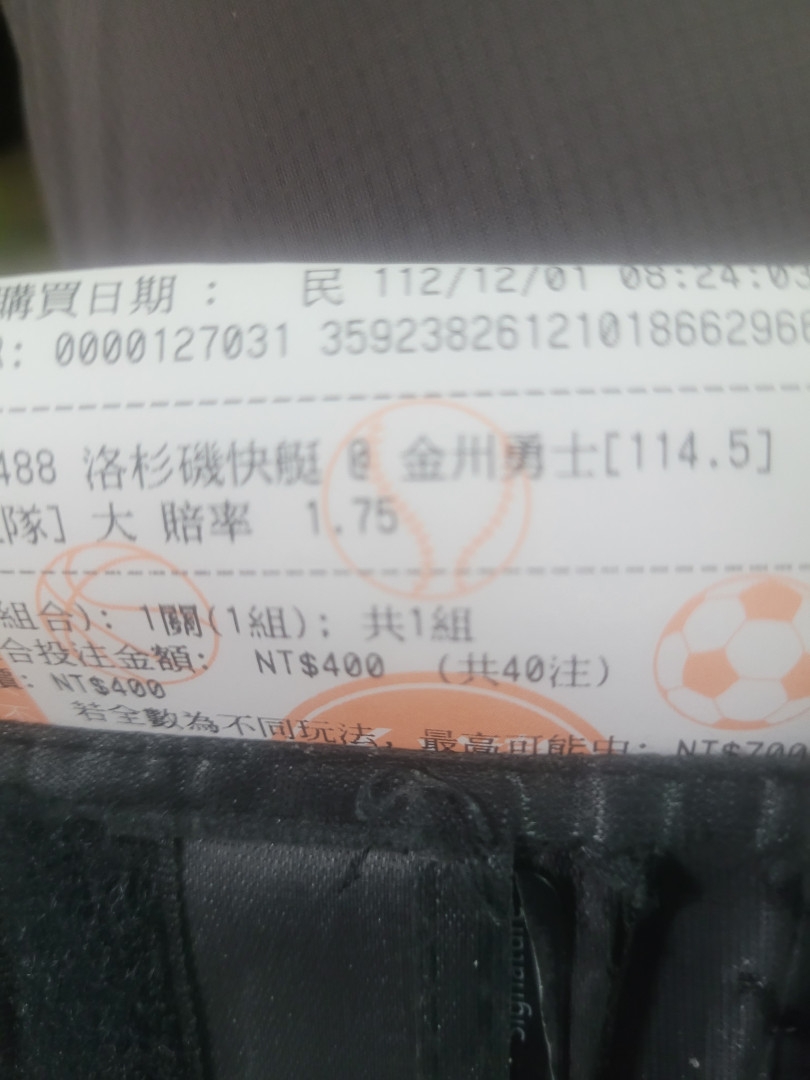 購買日期： 民 112/12/01 08:24:03
: 0000127031 3592382612101866296
488 洛杉磯快艇 @ 金州勇士[114.5]
隊] 大 賠率 1.75
組合): 1關(1組); 共1組
合投注金額: NT$400 (共40注)
: NT$400
若全數為不同玩法, 最高可能中: NT$700
signature